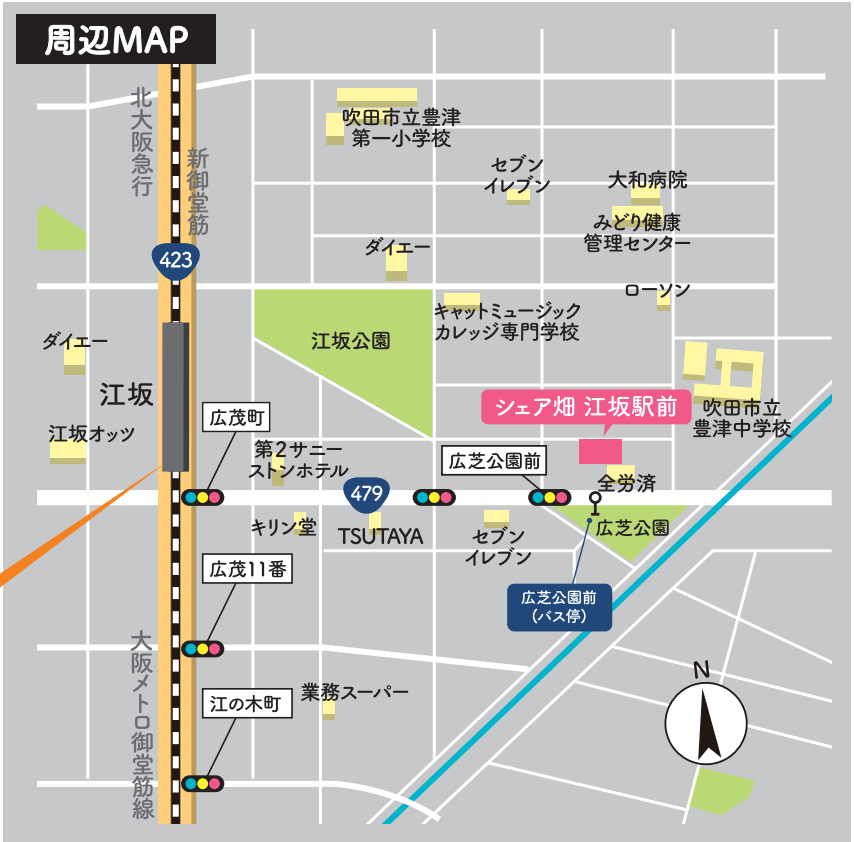 周辺MAP
北大阪急行
新御堂筋
423
吹田市立豊津
第一小学校
セブン
イレブン
大和病院
みどり健康
管理センター
ダイエー
ローソン
キャットミュージック
カレッジ専門学校
江坂公園
ダイエー
江坂
江坂オッツ
シェア畑 江坂駅前
吹田市立
豊津中学校
広茂町
第2サニー
ストンホテル
広芝公園前
479
全労済
キリン堂
TSUTAYA
セブン
イレブン
広芝公園
広茂11番
広芝公園前
(バス停)
大阪メトロ御堂筋線
江の木町
業務スーパー
N